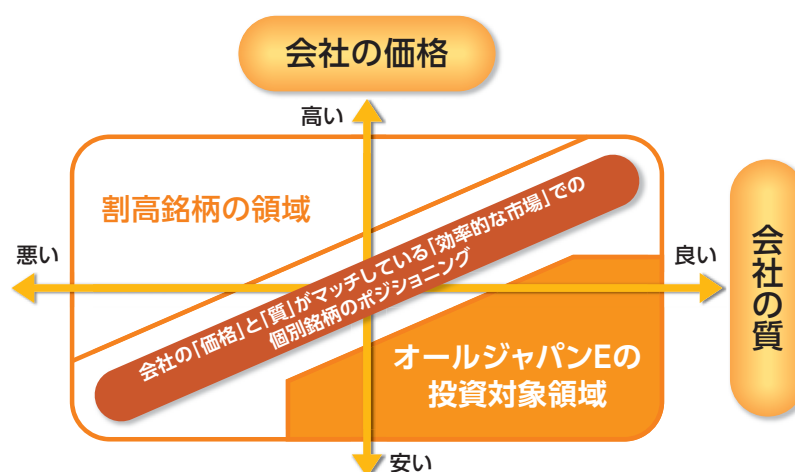 会社の価格
高い
割高銘柄の領域
悪い
会社の「価格」と「質」がマッチしている「効率的な市場」での
個別銘柄のポジショニング
良い
会社の質
オールジャパンEの
投資対象領域
安い